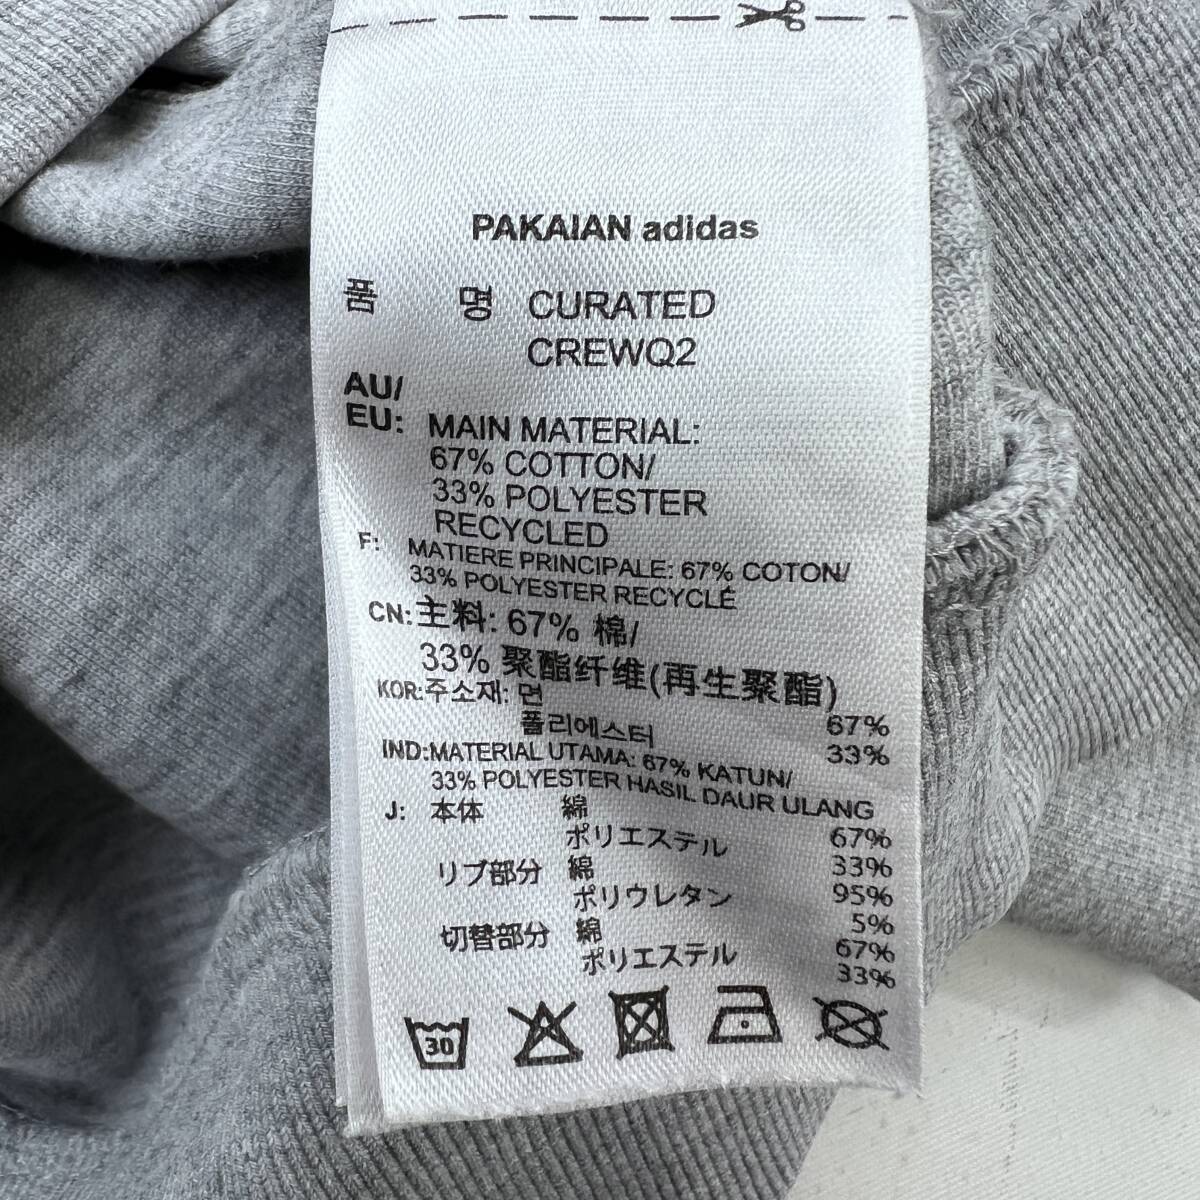 PAKAIAN adidas
품 명 CURATED
CREWQ2
AU/
EU: MAIN MATERIAL:
67% COTTON/
33% POLYESTER
RECYCLED
F: MATIERE PRINCIPALE: 67% COTON/
33% POLYESTER RECYCLÉ
CN: 主料: 67% 棉/
33% 聚酯纤维(再生聚酯)
KOR: 주소재: 면 67%
폴리에스터 33%
IND: MATERIAL UTAMA: 67% KATUN/
33% POLYESTER HASIL DAUR ULANG
J: 本体 綿 67%
ポリエステル 33%
リブ部分 綿 95%
ポリウレタン 5%
切替部分 綿 67%
ポリエステル 33%
30